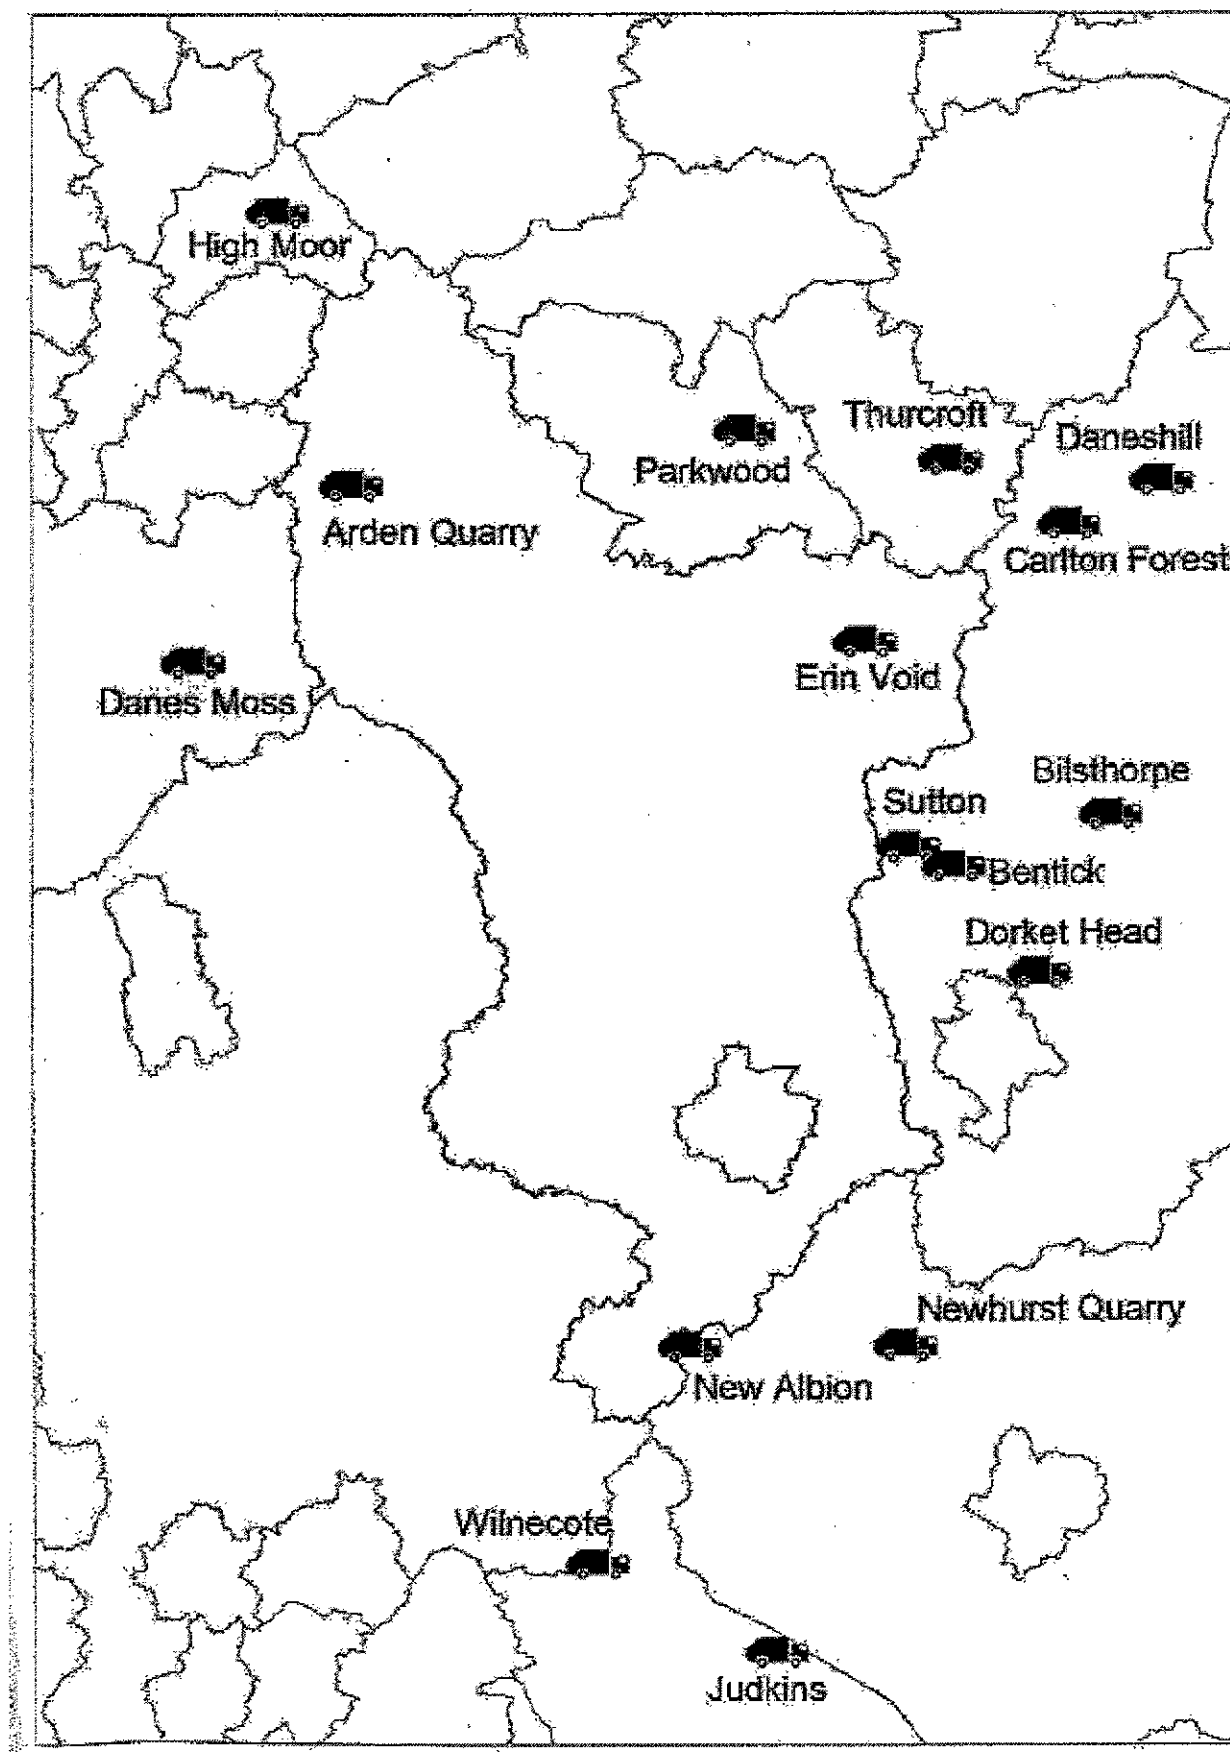 High Moor
Thurcroft
Daneshill
Parkwood
Arden Quarry
Carlton Forest
Erin Void
Danes Moss
Bilsthorpe
Sutton
Bentick
Dorket Head
Newhurst Quarry
New Albion
Wilnecote
Judkins